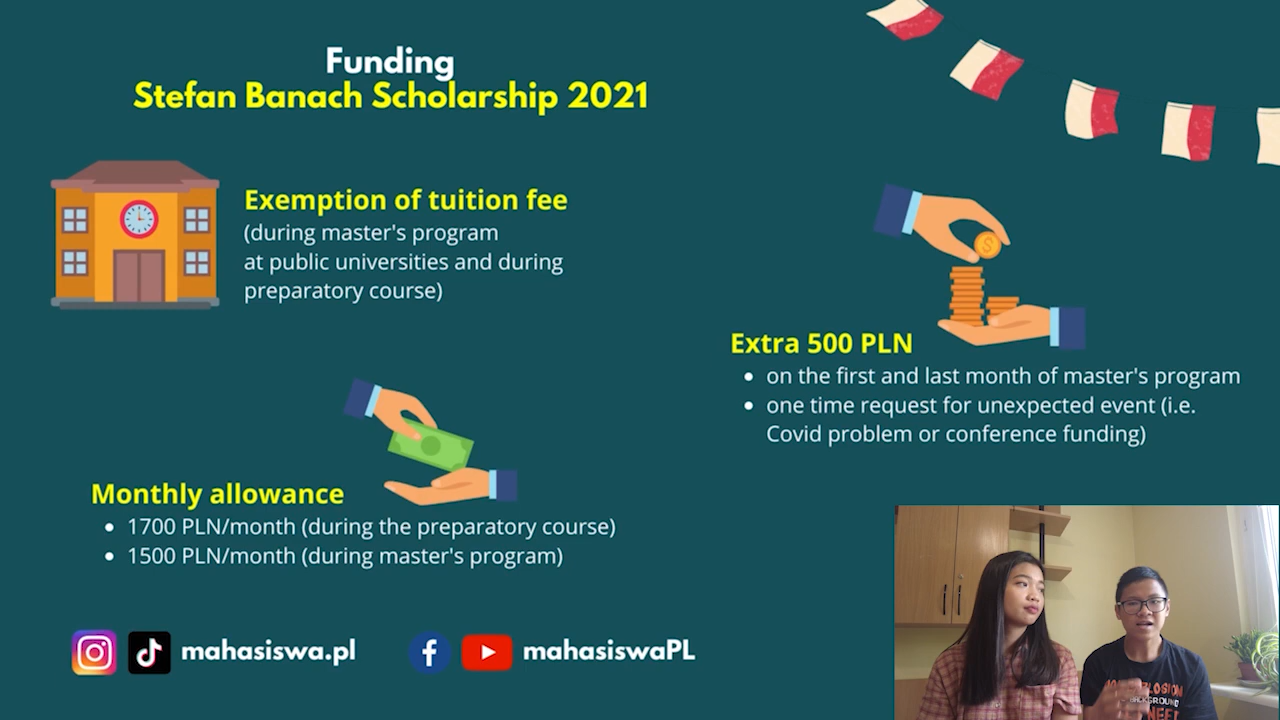 Funding
Stefan Banach Scholarship 2021
Exemption of tuition fee
(during master's program
at public universities and during
preparatory course)
Extra 500 PLN
on the first and last month of master's program
one time request for unexpected event (i.e.
Covid problem or conference funding)
Monthly allowance
1700 PLN/month (during the preparatory course)
1500 PLN/month (during master's program)
mahasiswa.pl
mahasiswaPL
BACKGROUND